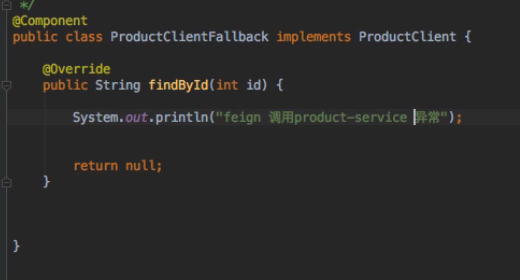 */
@Component
public class ProductClientFallback implements ProductClient {
@Override
public String findById(int id) {
System.out.println("feign 调用product-service 异常");
return null;
}
}